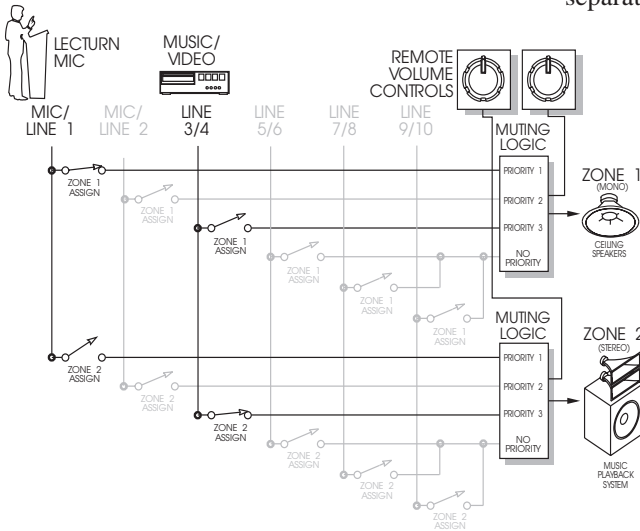 separat
LECTURN
MIC
MUSIC/
VIDEO
REMOTE
VOLUME
CONTROLS
MIC/
LINE 1
MIC/
LINE 2
LINE
3/4
LINE
5/6
LINE
7/8
LINE
9/10
MUTING
LOGIC
PRIORITY 1
PRIORITY 2
PRIORITY 3
NO
PRIORITY
ZONE 1
(MONO)
CEILING
SPEAKERS
ZONE 1
ASSIGN
ZONE 1
ASSIGN
ZONE 1
ASSIGN
ZONE 1
ASSIGN
ZONE 1
ASSIGN
ZONE 1
ASSIGN
MUTING
LOGIC
PRIORITY 1
PRIORITY 2
PRIORITY 3
NO
PRIORITY
ZONE 2
(STEREO)
MUSIC
PLAYBACK
SYSTEM
ZONE 2
ASSIGN
ZONE 2
ASSIGN
ZONE 2
ASSIGN
ZONE 2
ASSIGN
ZONE 2
ASSIGN
ZONE 2
ASSIGN